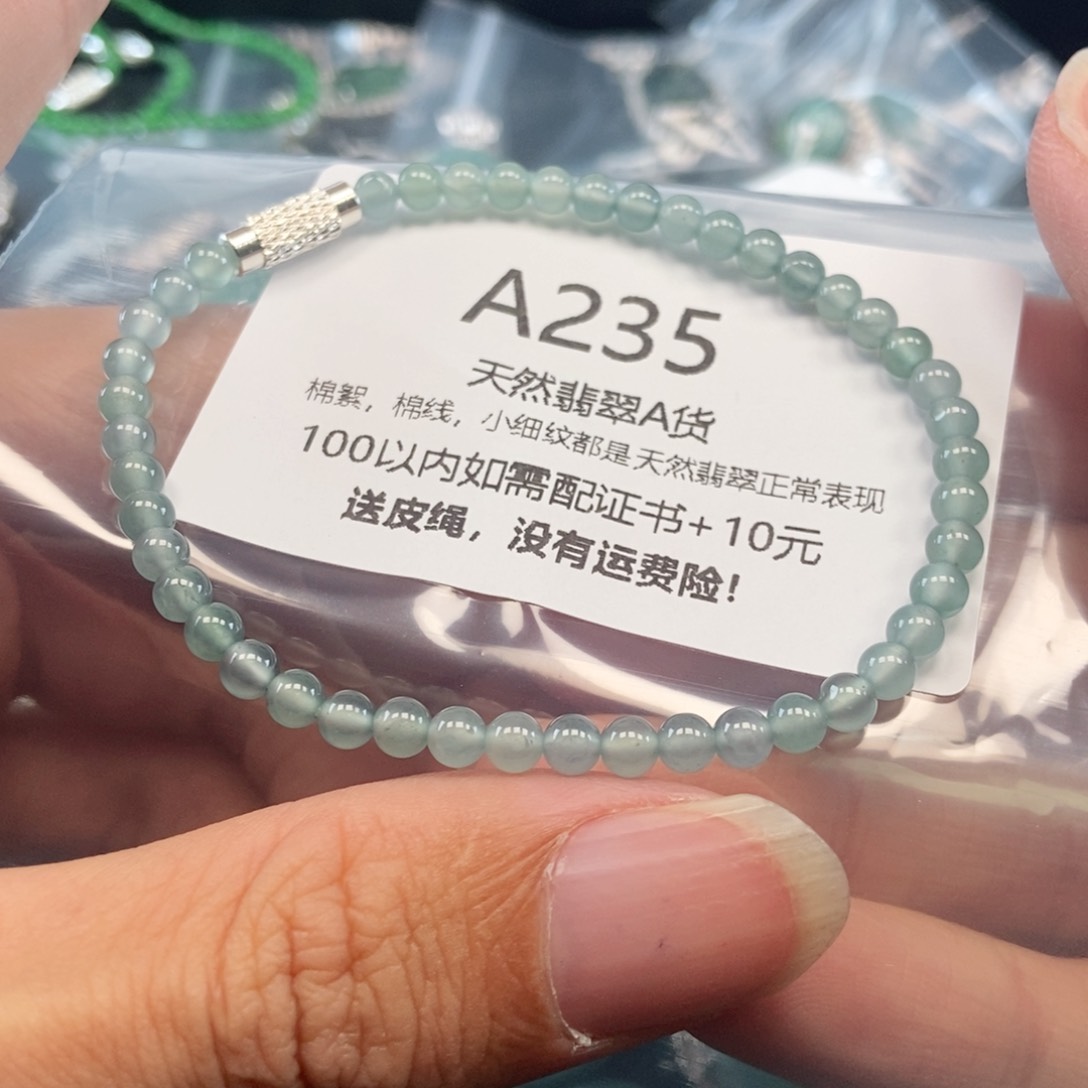 A235
天然翡翠A货
棉絮，棉线，小细纹都是天然翡翠正常表现
100以内如需配证书+10元
送皮绳，没有运费险！